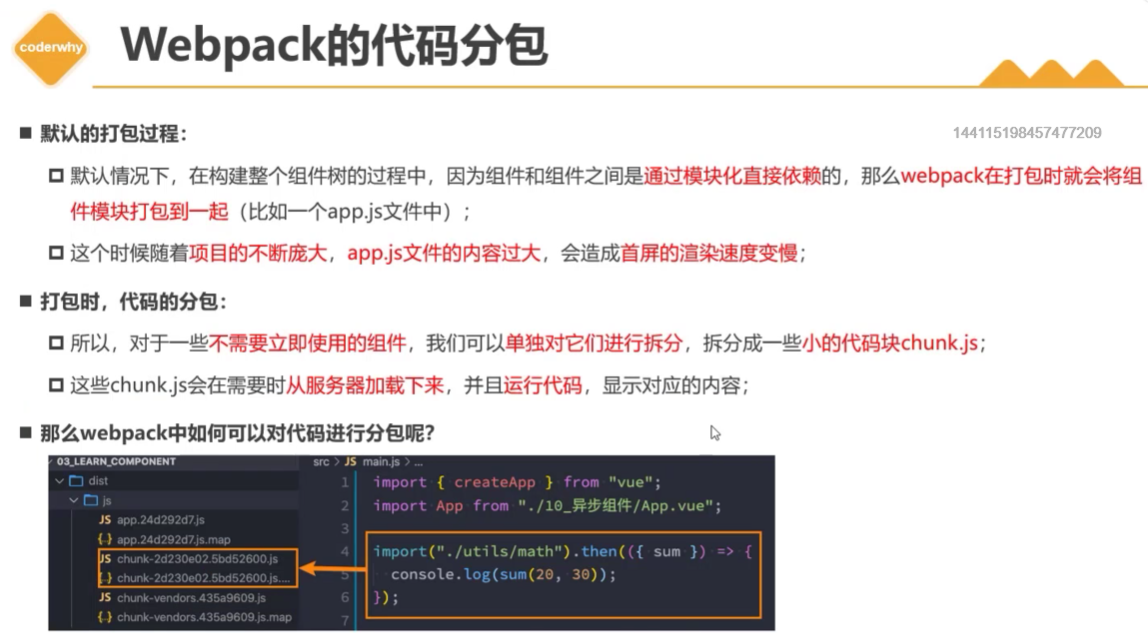 coderwhy
Webpack的代码分包
默认的打包过程：
144115198457477209
默认情况下，在构建整个组件树的过程中，因为组件和组件之间是通过模块化直接依赖的，那么webpack在打包时就会将组
件模块打包到一起（比如一个app.js文件中）；
这个时候随着项目的不断庞大，app.js文件的内容过大，会造成首屏的渲染速度变慢；
打包时，代码的分包：
所以，对于一些不需要立即使用的组件，我们可以单独对它们进行拆分，拆分成一些小的代码块chunk.js；
这些chunk.js会在需要时从服务器加载下来，并且运行代码，显示对应的内容；
那么webpack中如何可以对代码进行分包呢？
03_LEARN_COMPONENT
dist
js
JS app.24d292d7.js
{..} app.24d292d7.js.map
JS chunk-2d230e02.5bd52600.js
{..} chunk-2d230e02.5bd52600.js....
JS chunk-vendors.435a9609.js
{..} chunk-vendors.435a9609.js.map
src > JS main.js > ...
1 import { createApp } from "vue";
2 import App from "./10_异步组件/App.vue";
3
4 import("./utils/math").then(({ sum }) => {
5 console.log(sum(20, 30));
6 });
7